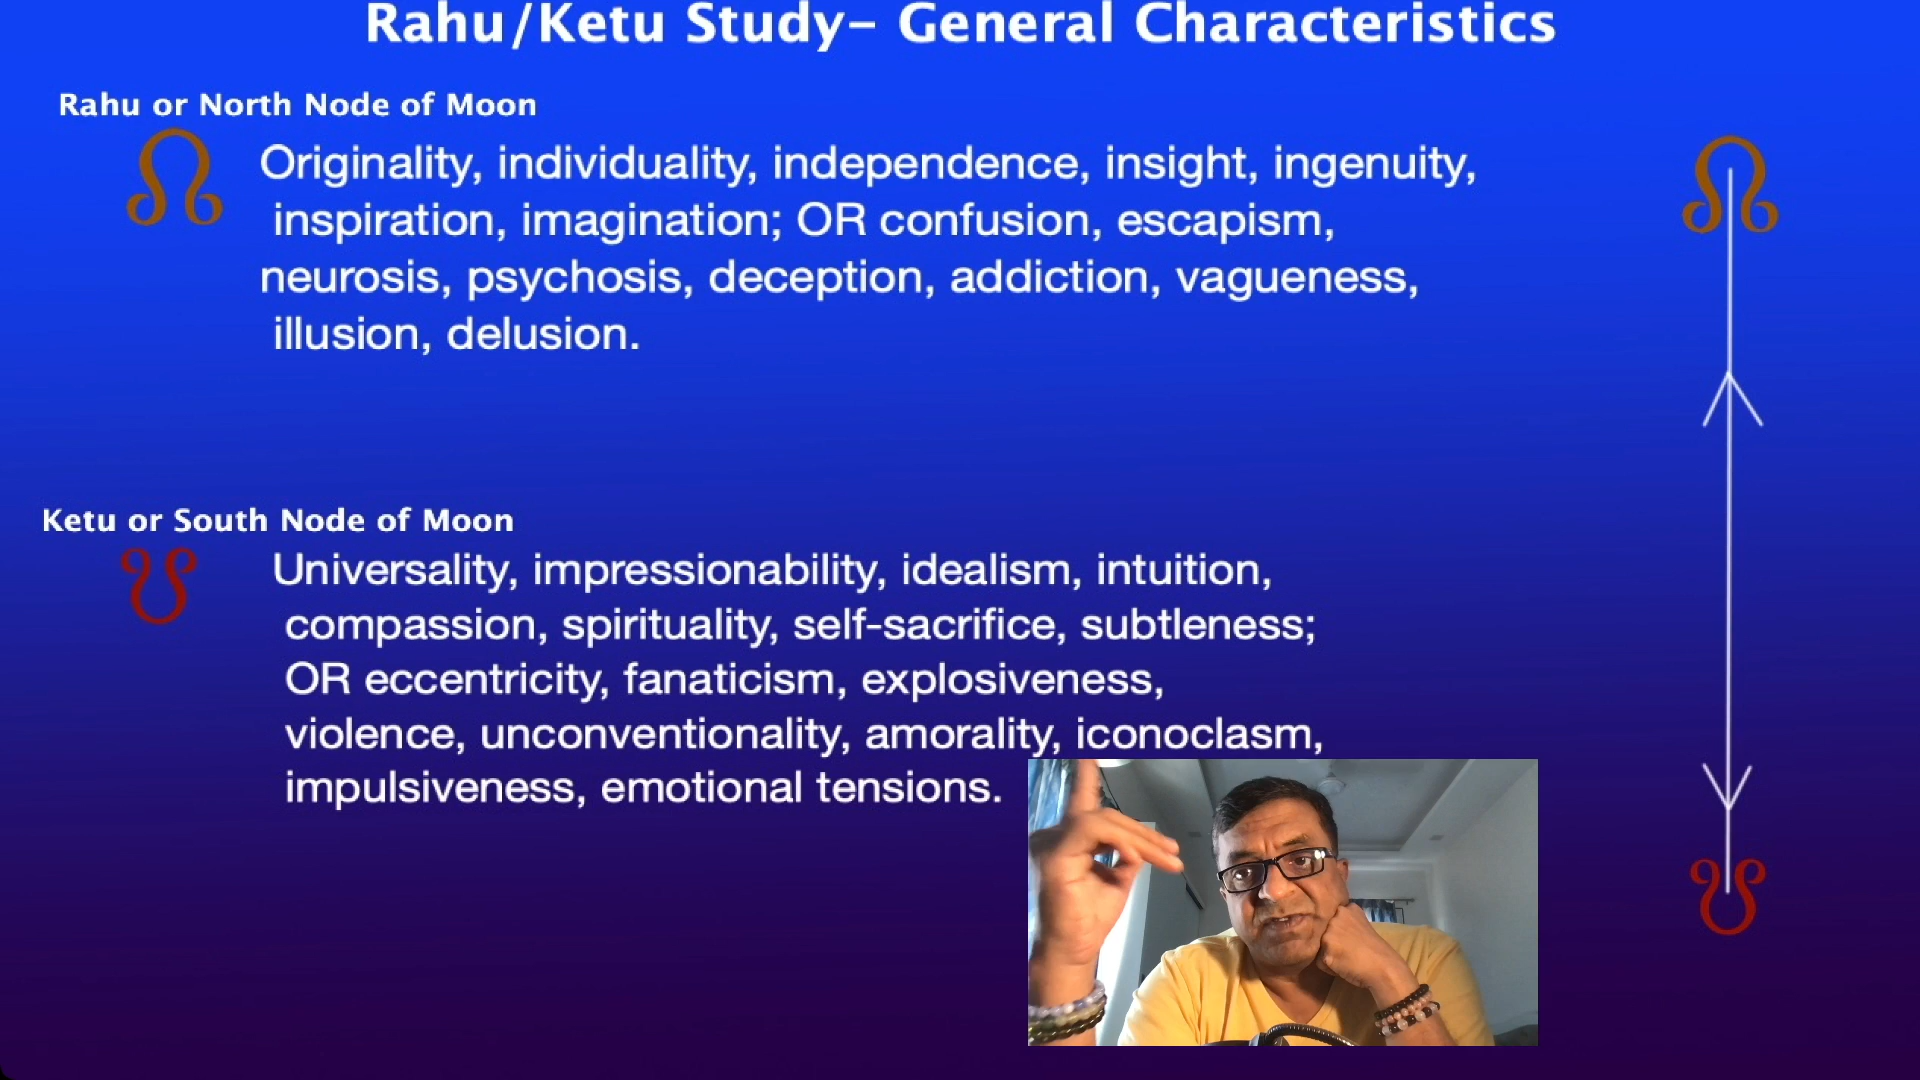 Rahu/Ketu Study– General Characteristics
Rahu or North Node of Moon
Originality, individuality, independence, insight, ingenuity,
inspiration, imagination; OR confusion, escapism,
neurosis, psychosis, deception, addiction, vagueness,
illusion, delusion.
Ketu or South Node of Moon
Universality, impressionability, idealism, intuition,
compassion, spirituality, self-sacrifice, subtleness;
OR eccentricity, fanaticism, explosiveness,
violence, unconventionality, amorality, iconoclasm,
impulsiveness, emotional tensions.